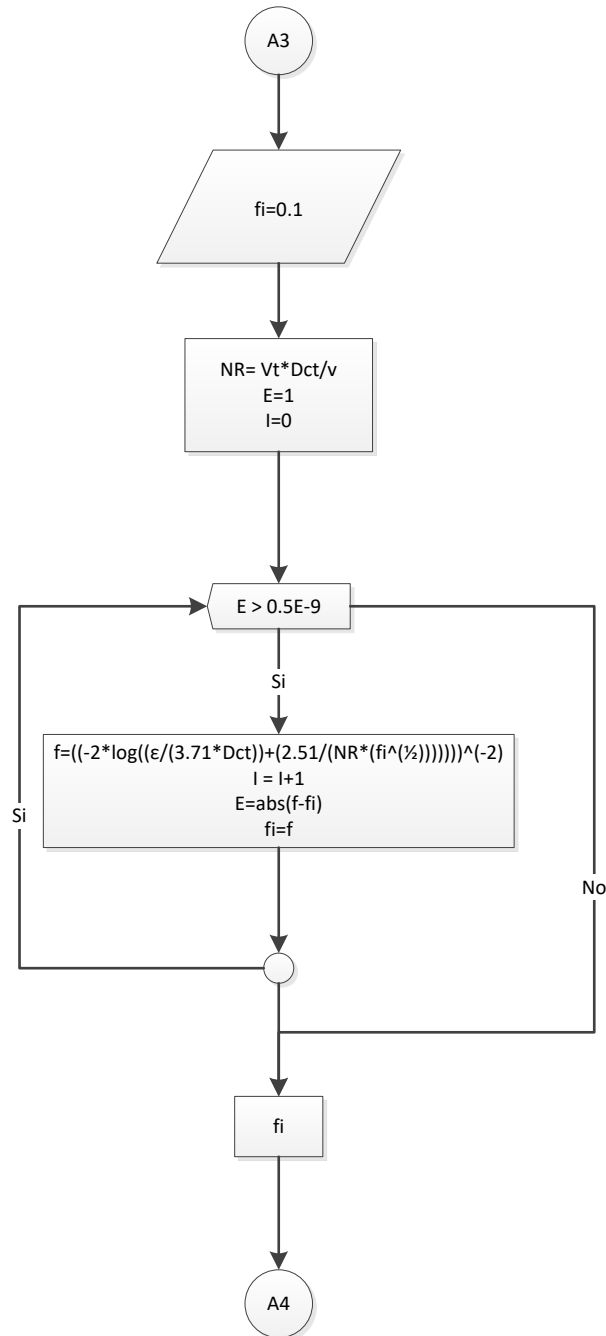 A3
fi=0.1
NR= Vt*Dct/v
E=1
I=0
E > 0.5E-9
Si
f=((-2*log((ε/(3.71*Dct))+(2.51/(NR*(fi^(½)))))))^(-2)
I = I+1
E=abs(f-fi)
fi=f
Si
No
fi
A4